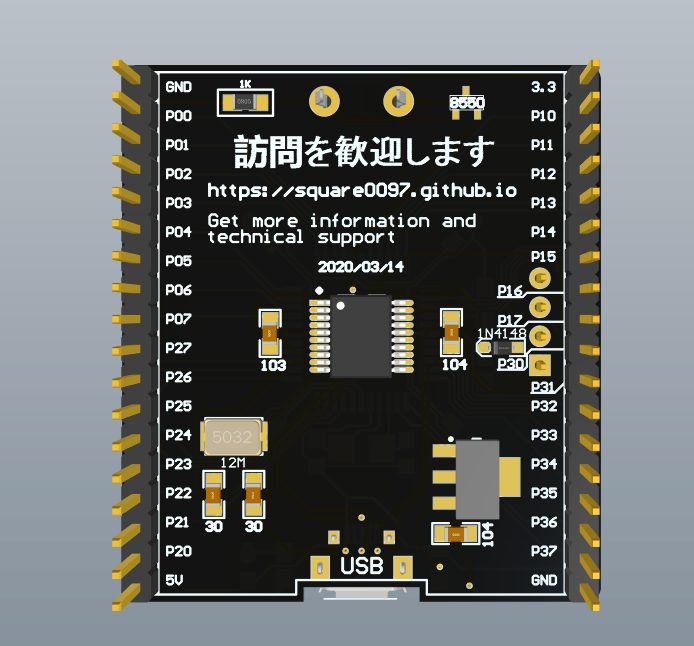 GND 1K 8550 3.3
P00 P10
P01 P11
訪問を歓迎します
P02 P12
https://square0097.github.io
P03 P13
Get more information and
P04 P14
technical support
P05 P15
2020/03/14
P06 P16
P07 P17
1N4148
P27 P30
103 104
P26 P31
P25 P32
P24 5032 P33
P23 12M P34
P22 P35
P21 30 30 P36
104
P20 P37
USB
5V GND